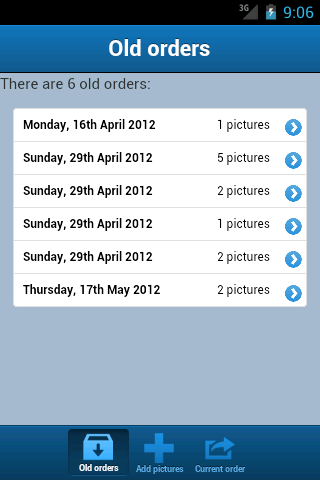 3G 9:06
Old orders
There are 6 old orders:
Monday, 16th April 2012 1 pictures
Sunday, 29th April 2012 5 pictures
Sunday, 29th April 2012 2 pictures
Sunday, 29th April 2012 1 pictures
Sunday, 29th April 2012 2 pictures
Thursday, 17th May 2012 2 pictures
Old orders Add pictures Current order